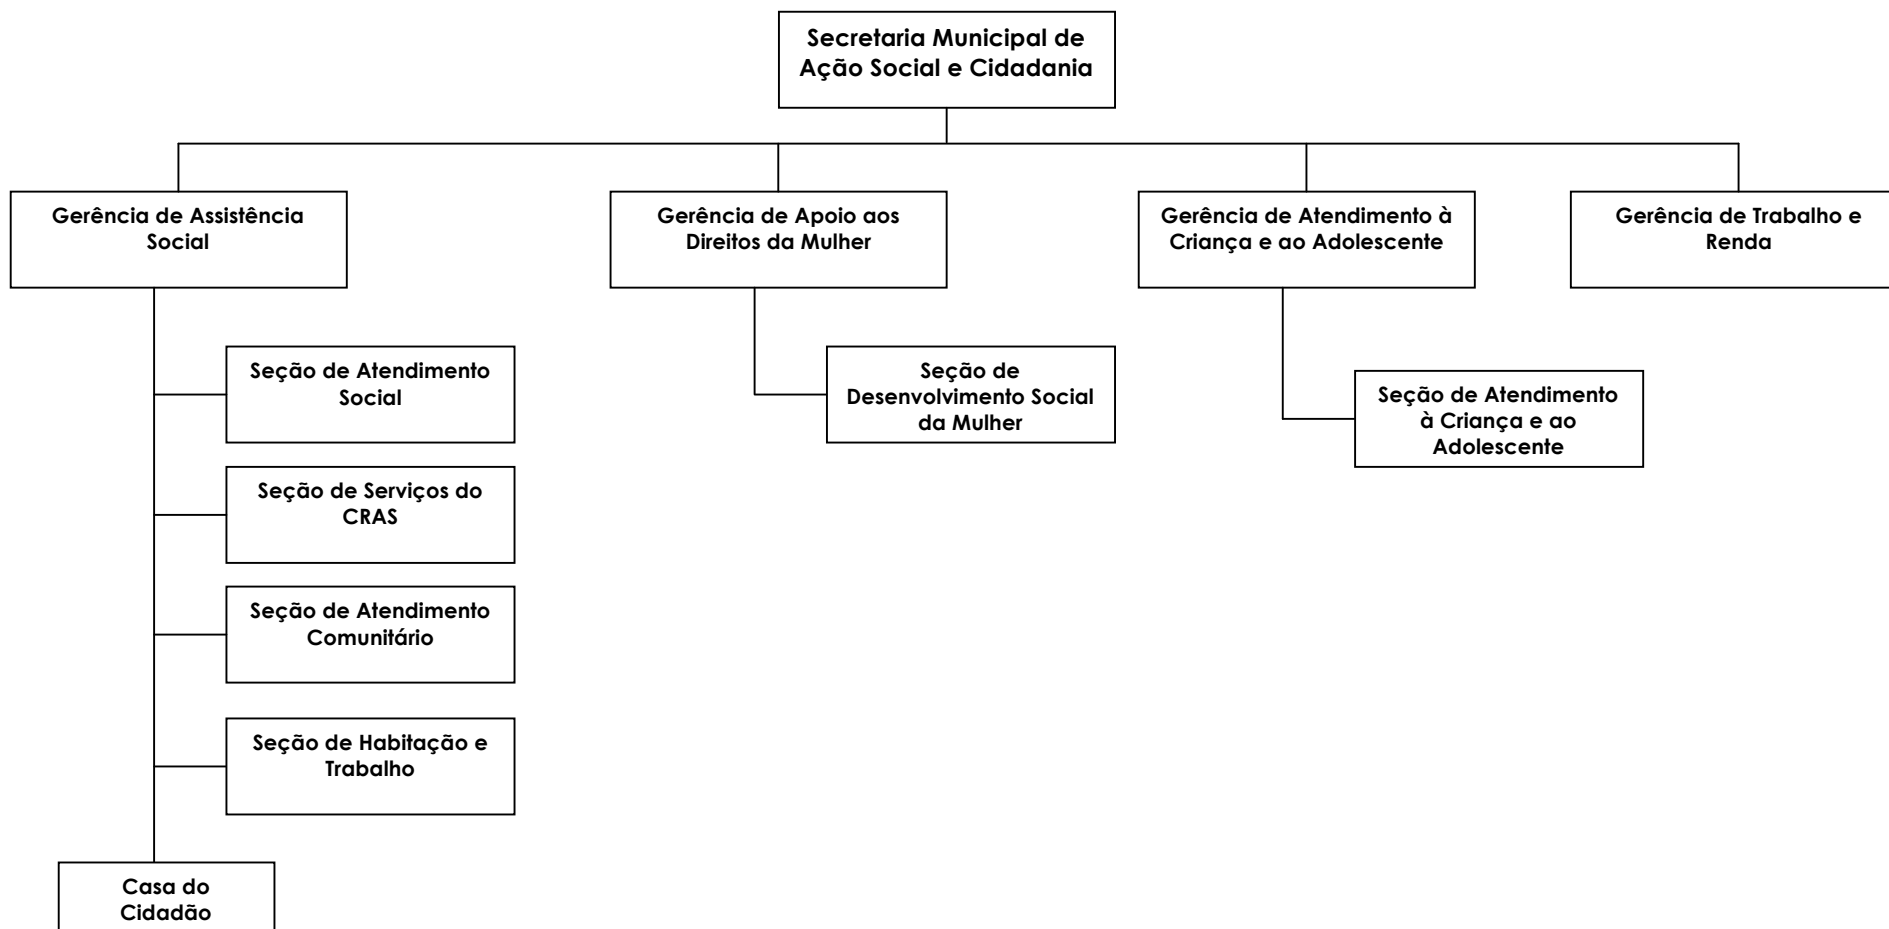 Secretaria Municipal de
Ação Social e Cidadania
Gerência de Assistência
Social
Gerência de Apoio aos
Direitos da Mulher
Gerência de Atendimento à
Criança e ao Adolescente
Gerência de Trabalho e
Renda
Seção de Atendimento
Social
Seção de Serviços do
CRAS
Seção de Atendimento
Comunitário
Seção de Habitação e
Trabalho
Casa do
Cidadão
Seção de
Desenvolvimento Social
da Mulher
Seção de Atendimento
à Criança e ao
Adolescente